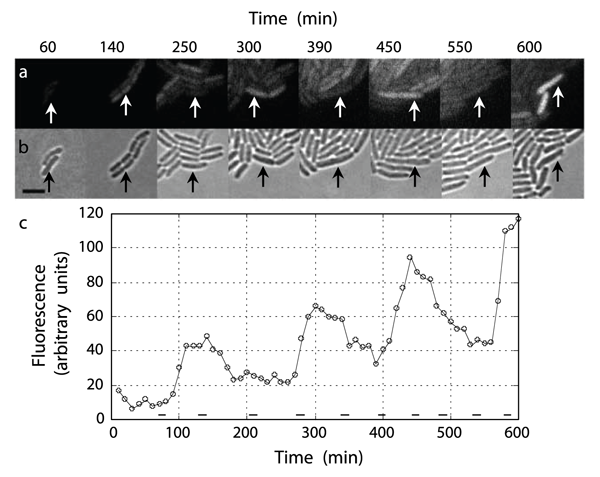 Time (min)
60 140 250 300 390 450 550 600
a
b
c
120
100
80
60
40
20
0
Fluorescence
(arbitrary units)
0 100 200 300 400 500 600
Time (min)